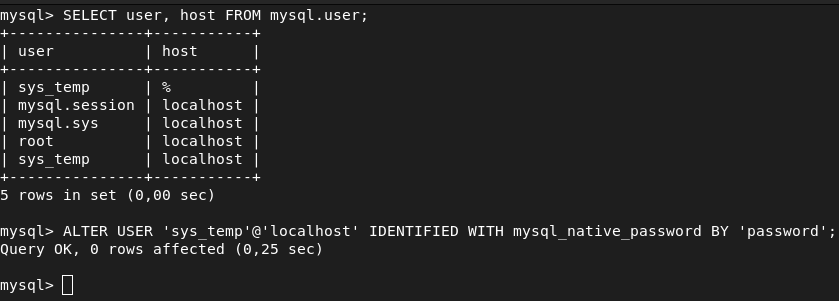 mysql> SELECT user, host FROM mysql.user;
+---------------+-----------+
| user          | host      |
+---------------+-----------+
| sys_temp      | %         |
| mysql.session | localhost |
| mysql.sys     | localhost |
| root          | localhost |
| sys_temp      | localhost |
+---------------+-----------+
5 rows in set (0,00 sec)
mysql> ALTER USER 'sys_temp'@'localhost' IDENTIFIED WITH mysql_native_password BY 'password';
Query OK, 0 rows affected (0,25 sec)
mysql>